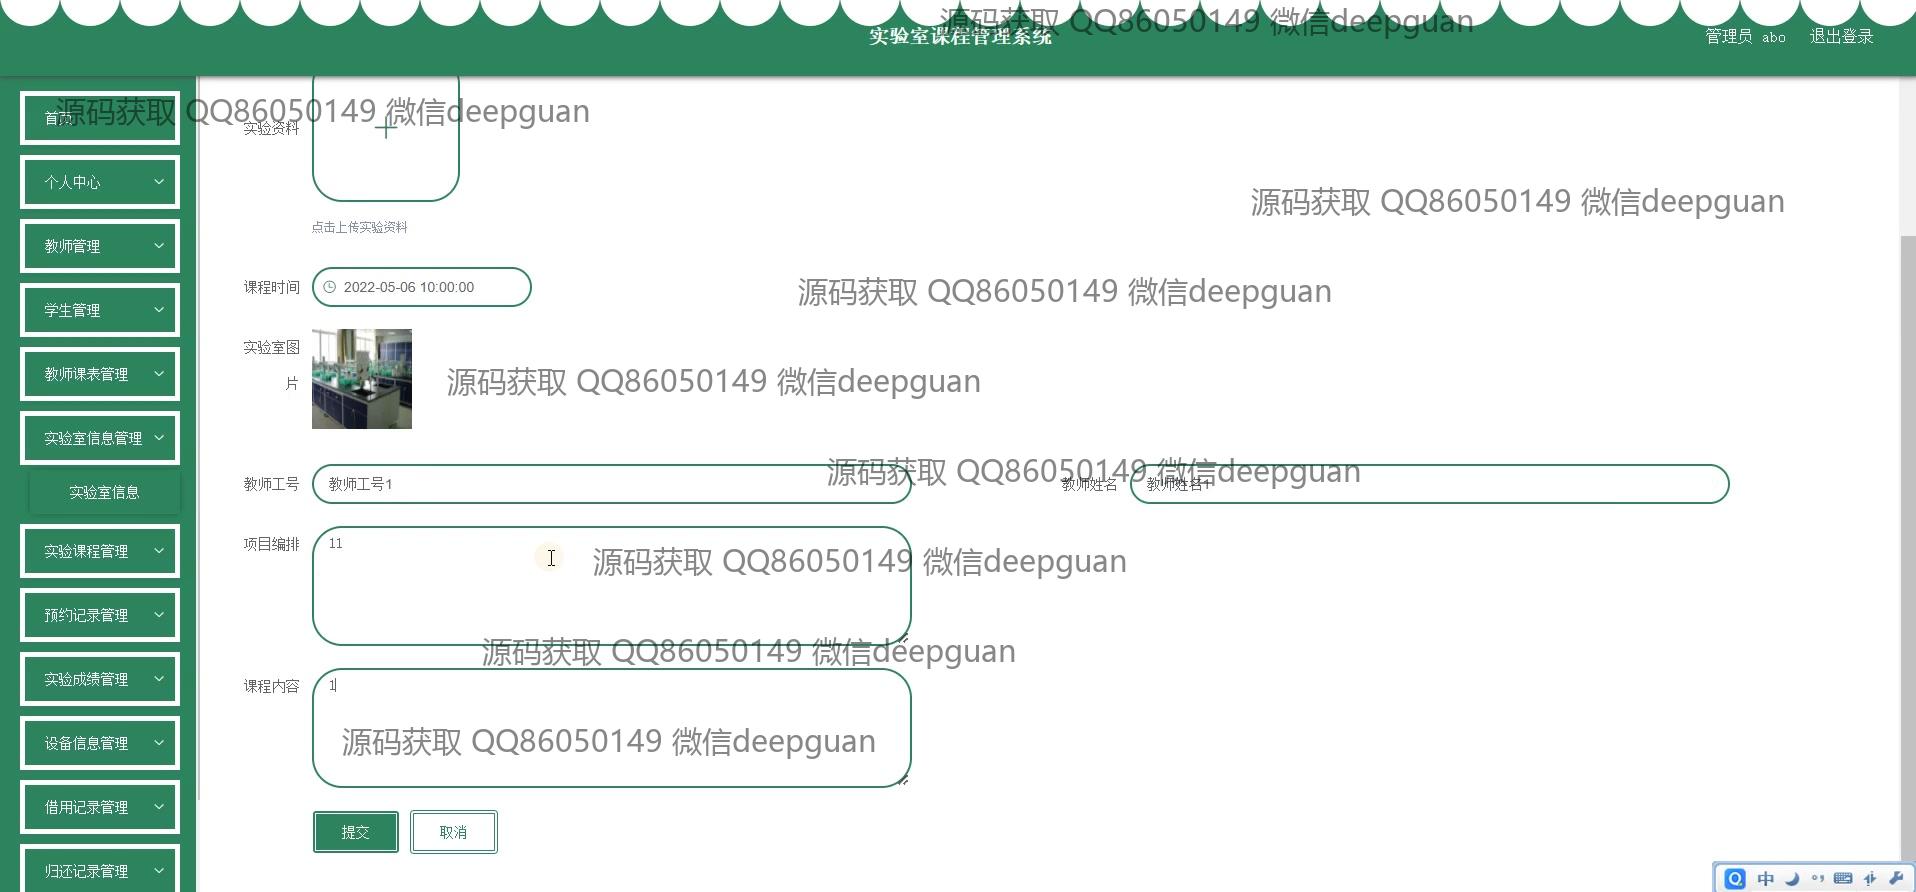 源码获取 QQ86050149 微信deepguan
实验室课程管理系统
管理员 abo
退出登录
首页
源码获取 QQ86050149 微信deepguan
实验资料
个人中心
源码获取 QQ86050149 微信deepguan
点击上传实验资料
教师管理
课程时间
2022-05-06 10:00:00
源码获取 QQ86050149 微信deepguan
学生管理
实验室图
片
教师课表管理
源码获取 QQ86050149 微信deepguan
实验室信息管理
源码获取 QQ86050149 微信deepguan
教师工号
教师工号1
教师姓名
教师姓名1
实验室信息
项目编排
11
实验课程管理
源码获取 QQ86050149 微信deepguan
预约记录管理
源码获取 QQ86050149 微信deepguan
实验成绩管理
课程内容
1
设备信息管理
源码获取 QQ86050149 微信deepguan
借用记录管理
提交
取消
归还记录管理
中